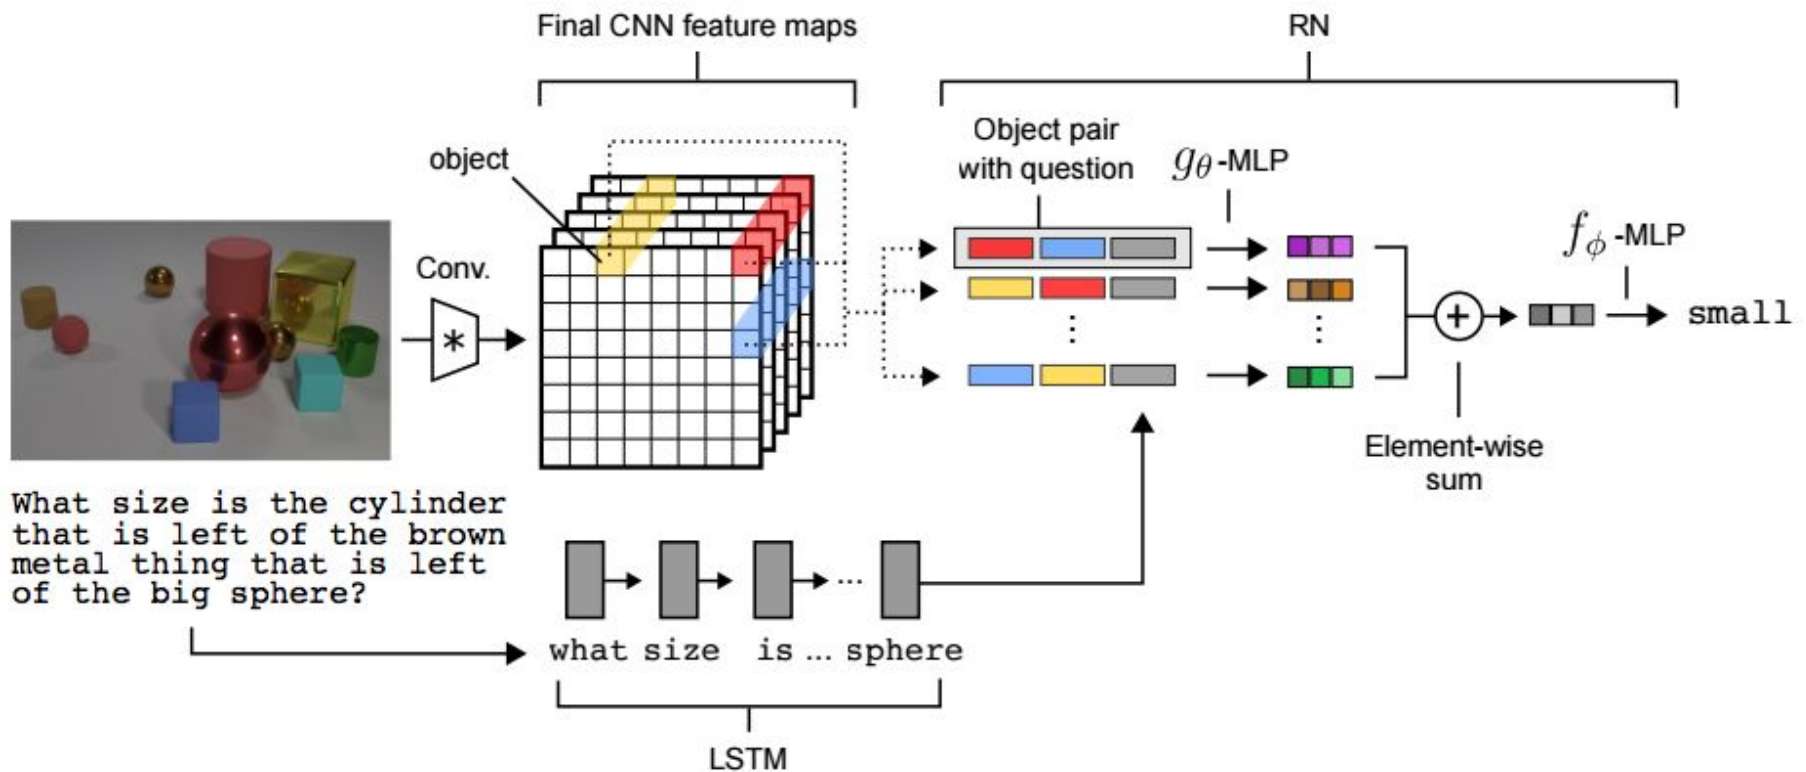 Final CNN feature maps
RN
object
Object pair
with question
gθ-MLP
fϕ-MLP
Conv.
*
+
small
Element-wise
sum
What size is the cylinder
that is left of the brown
metal thing that is left
of the big sphere?
...
what size is ... sphere
LSTM